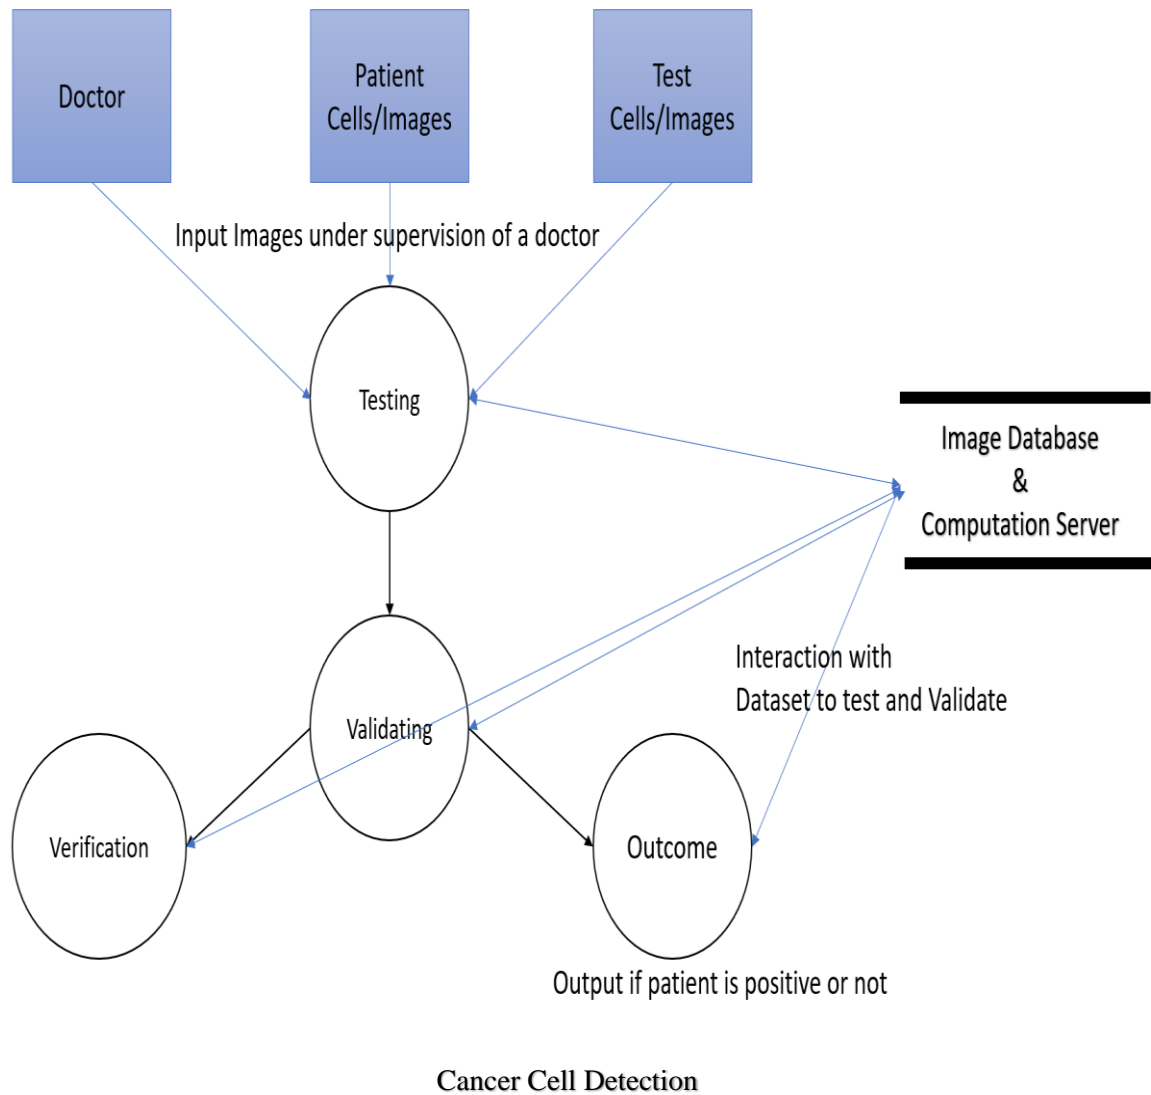 Doctor
Patient
Cells/Images
Test
Cells/Images
Input Images under supervision of a doctor
Testing
Image Database
&
Computation Server
Interaction with
Dataset to test and Validate
Validating
Verification
Outcome
Output if patient is positive or not
Cancer Cell Detection